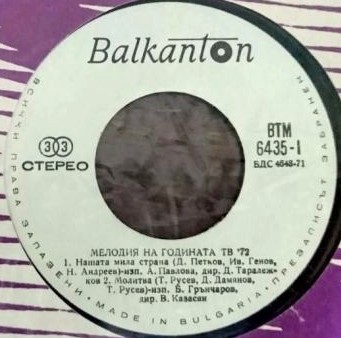 Balkanton
33
СТЕРЕО
ВТМ
6435-I
БДС 4648-71
МЕЛОДИЯ НА ГОДИНАТА ТВ '72
1. Нашата мила страна (Д. Петков, Ив. Генов,
Н. Андреев)-изп. А. Павлова, дир. Д. Таралеж-
ков 2. Молитва (Т. Русев, Д. Дамянов,
Т. Русев)-изп. Б. Грънчаров,
дир. В. Казасян
ВСИЧКИ ПРАВА ЗАПАЗЕНИ • MADE IN BULGARIA • ПРЕЗАПИСЪТ ЗАБРАНЕН